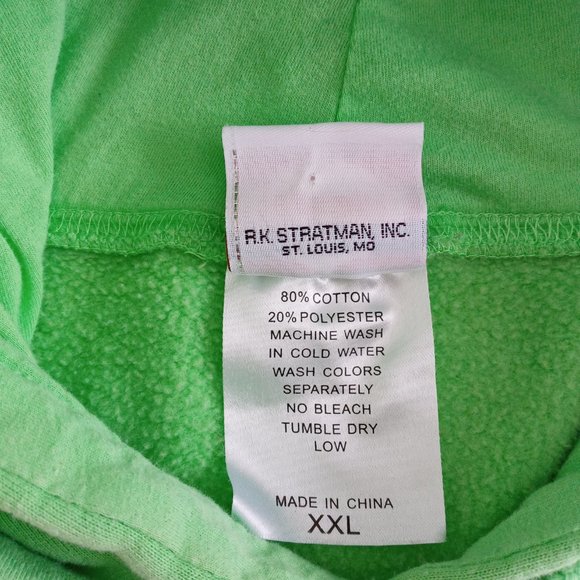 R.K. STRATMAN, INC.
ST. LOUIS, MO
80% COTTON
20% POLYESTER
MACHINE WASH
IN COLD WATER
WASH COLORS
SEPARATELY
NO BLEACH
TUMBLE DRY
LOW
MADE IN CHINA
XXL